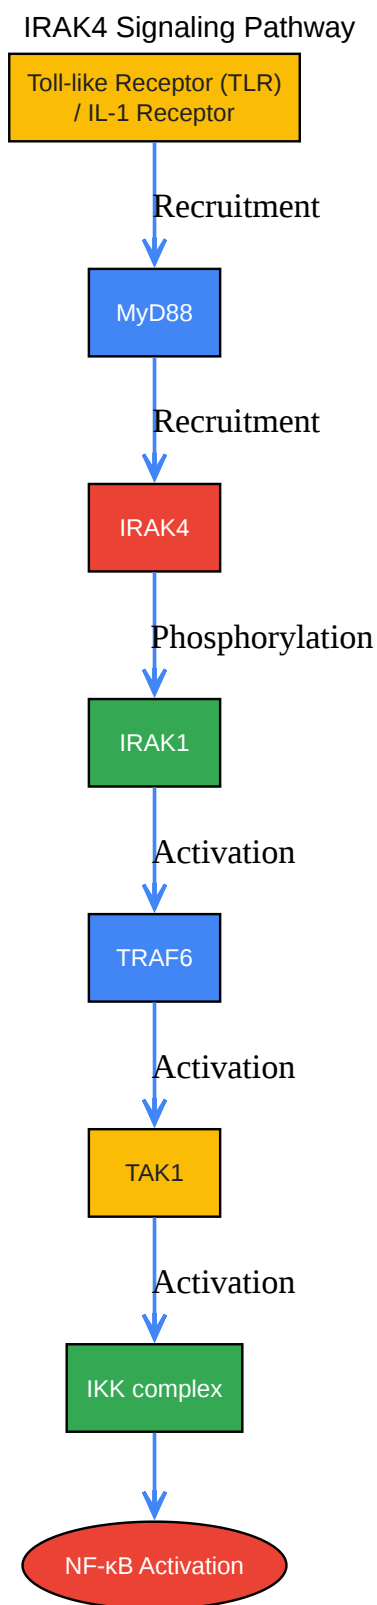 IRAK4 Signaling Pathway
Toll-like Receptor (TLR)
/ IL-1 Receptor
Recruitment
MyD88
Recruitment
IRAK4
Phosphorylation
IRAK1
Activation
TRAF6
Activation
TAK1
Activation
IKK complex
NF-κB Activation